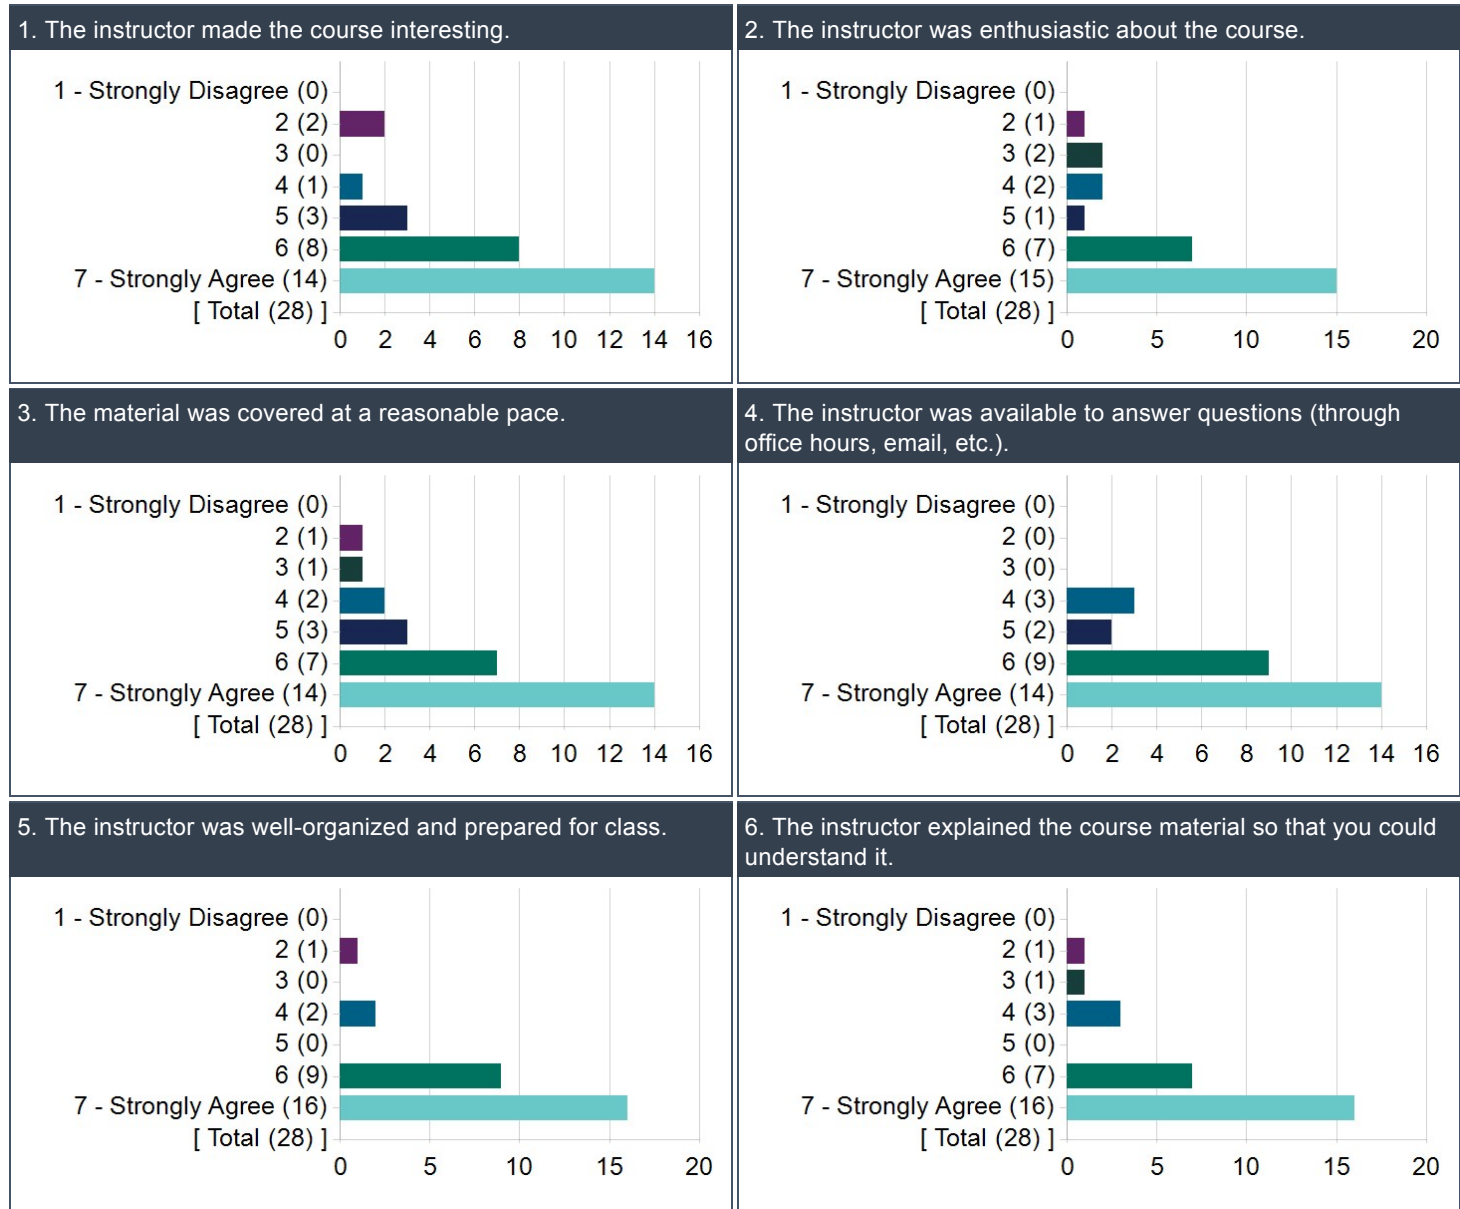 1. The instructor made the course interesting.
1 - Strongly Disagree (0)
2 (2)
3 (0)
4 (1)
5 (3)
6 (8)
7 - Strongly Agree (14)
[ Total (28) ]
0 2 4 6 8 10 12 14 16
2. The instructor was enthusiastic about the course.
1 - Strongly Disagree (0)
2 (1)
3 (2)
4 (2)
5 (1)
6 (7)
7 - Strongly Agree (15)
[ Total (28) ]
0 5 10 15 20
3. The material was covered at a reasonable pace.
1 - Strongly Disagree (0)
2 (1)
3 (1)
4 (2)
5 (3)
6 (7)
7 - Strongly Agree (14)
[ Total (28) ]
0 2 4 6 8 10 12 14 16
4. The instructor was available to answer questions (through
office hours, email, etc.).
1 - Strongly Disagree (0)
2 (0)
3 (0)
4 (3)
5 (2)
6 (9)
7 - Strongly Agree (14)
[ Total (28) ]
0 2 4 6 8 10 12 14 16
5. The instructor was well-organized and prepared for class.
1 - Strongly Disagree (0)
2 (1)
3 (0)
4 (2)
5 (0)
6 (9)
7 - Strongly Agree (16)
[ Total (28) ]
0 5 10 15 20
6. The instructor explained the course material so that you could
understand it.
1 - Strongly Disagree (0)
2 (1)
3 (1)
4 (3)
5 (0)
6 (7)
7 - Strongly Agree (16)
[ Total (28) ]
0 5 10 15 20